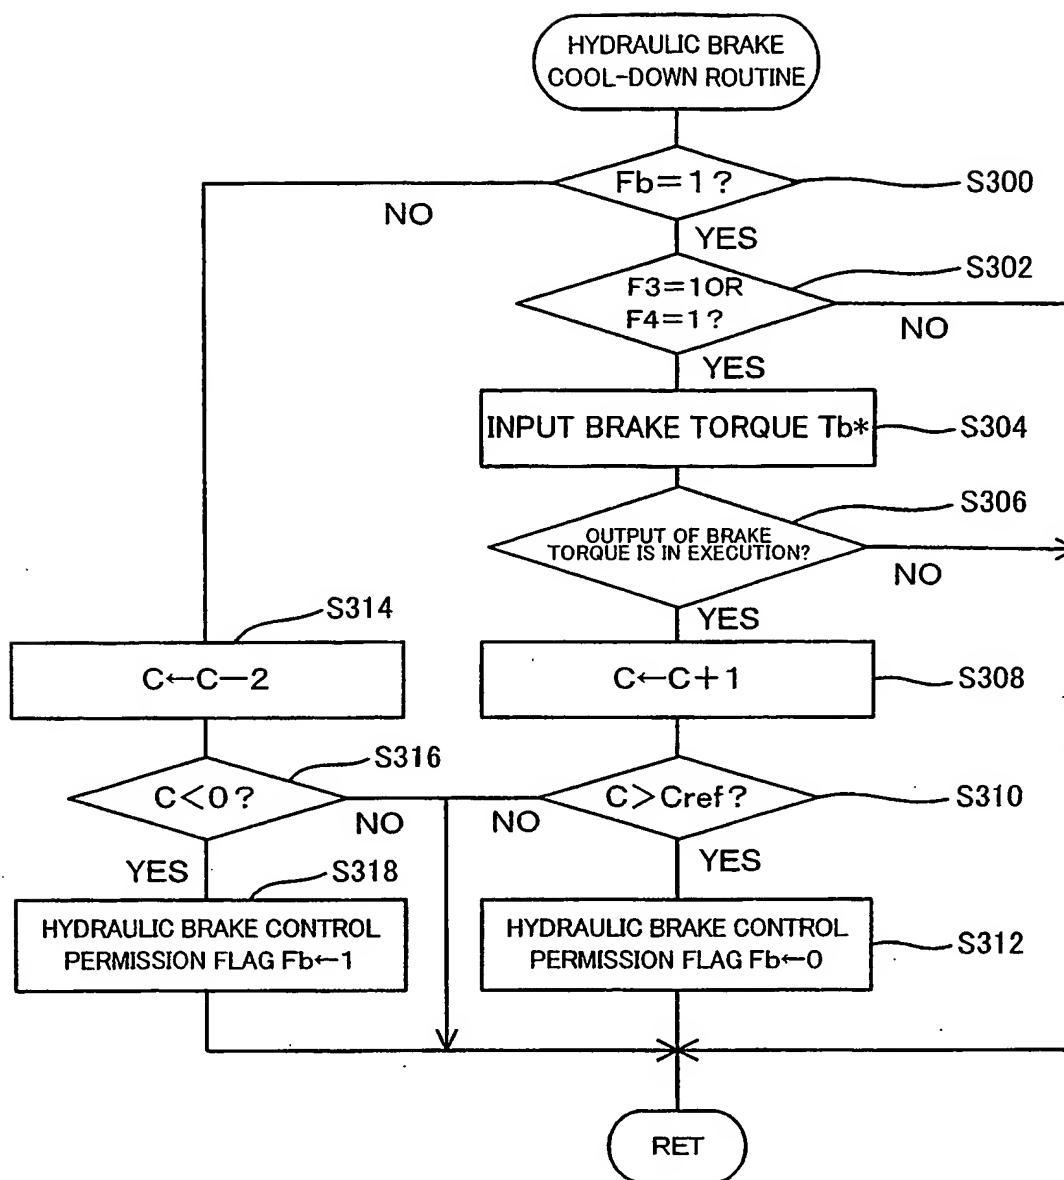 HYDRAULIC BRAKE
COOL-DOWN ROUTINE
Fb=1?
S300
NO
YES
F3=1OR
F4=1?
S302
NO
YES
INPUT BRAKE TORQUE Tb*
S304
OUTPUT OF BRAKE
TORQUE IS IN EXECUTION?
S306
NO
YES
S314
C←C−2
C←C+1
S308
C<0?
S316
NO
YES
C>Cref?
S310
NO
YES
S318
HYDRAULIC BRAKE CONTROL
PERMISSION FLAG Fb←1
HYDRAULIC BRAKE CONTROL
PERMISSION FLAG Fb←0
S312
RET